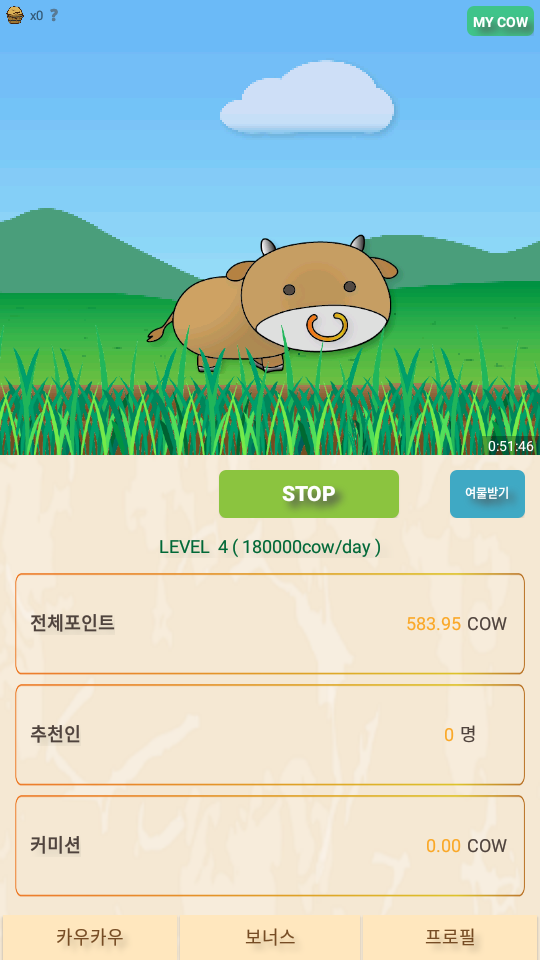 x0 ?
MY COW
0:51:46
STOP
여물받기
LEVEL 4 ( 180000cow/day )
전체포인트 583.95 COW
추천인 0 명
커미션 0.00 COW
카우카우 보너스 프로필